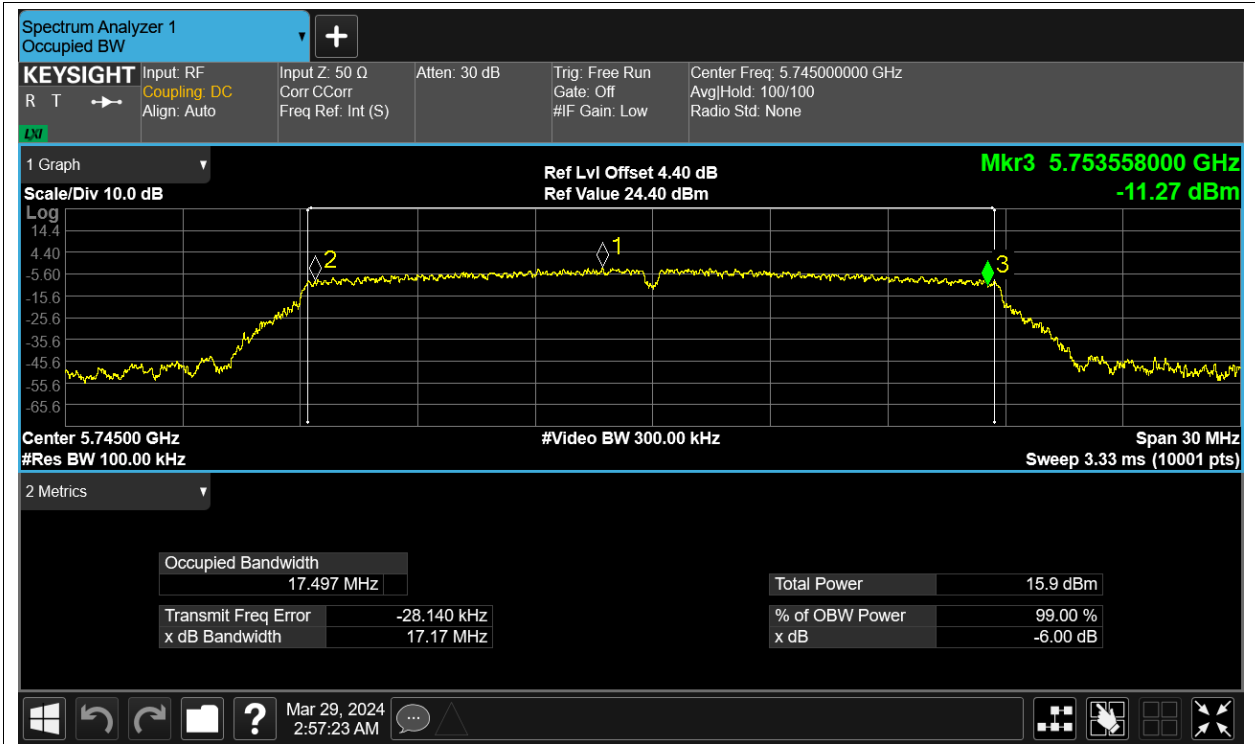 Spectrum Analyzer 1
Occupied BW
+
KEYSIGHT
R T
LXI
Input: RF
Coupling: DC
Align: Auto
Input Z: 50 Ω
Corr CCorr
Freq Ref: Int (S)
Atten: 30 dB
Trig: Free Run
Gate: Off
#IF Gain: Low
Center Freq: 5.745000000 GHz
Avg|Hold: 100/100
Radio Std: None
1 Graph
Scale/Div 10.0 dB
Ref Lvl Offset 4.40 dB
Ref Value 24.40 dBm
Mkr3 5.753558000 GHz
-11.27 dBm
Log
14.4
4.40
-5.60
-15.6
-25.6
-35.6
-45.6
-55.6
-65.6
2
1
3
Center 5.74500 GHz
#Res BW 100.00 kHz
#Video BW 300.00 kHz
Span 30 MHz
Sweep 3.33 ms (10001 pts)
2 Metrics
Occupied Bandwidth
17.497 MHz
Transmit Freq Error -28.140 kHz
x dB Bandwidth 17.17 MHz
Total Power 15.9 dBm
% of OBW Power 99.00 %
x dB -6.00 dB
?
Mar 29, 2024
2:57:23 AM